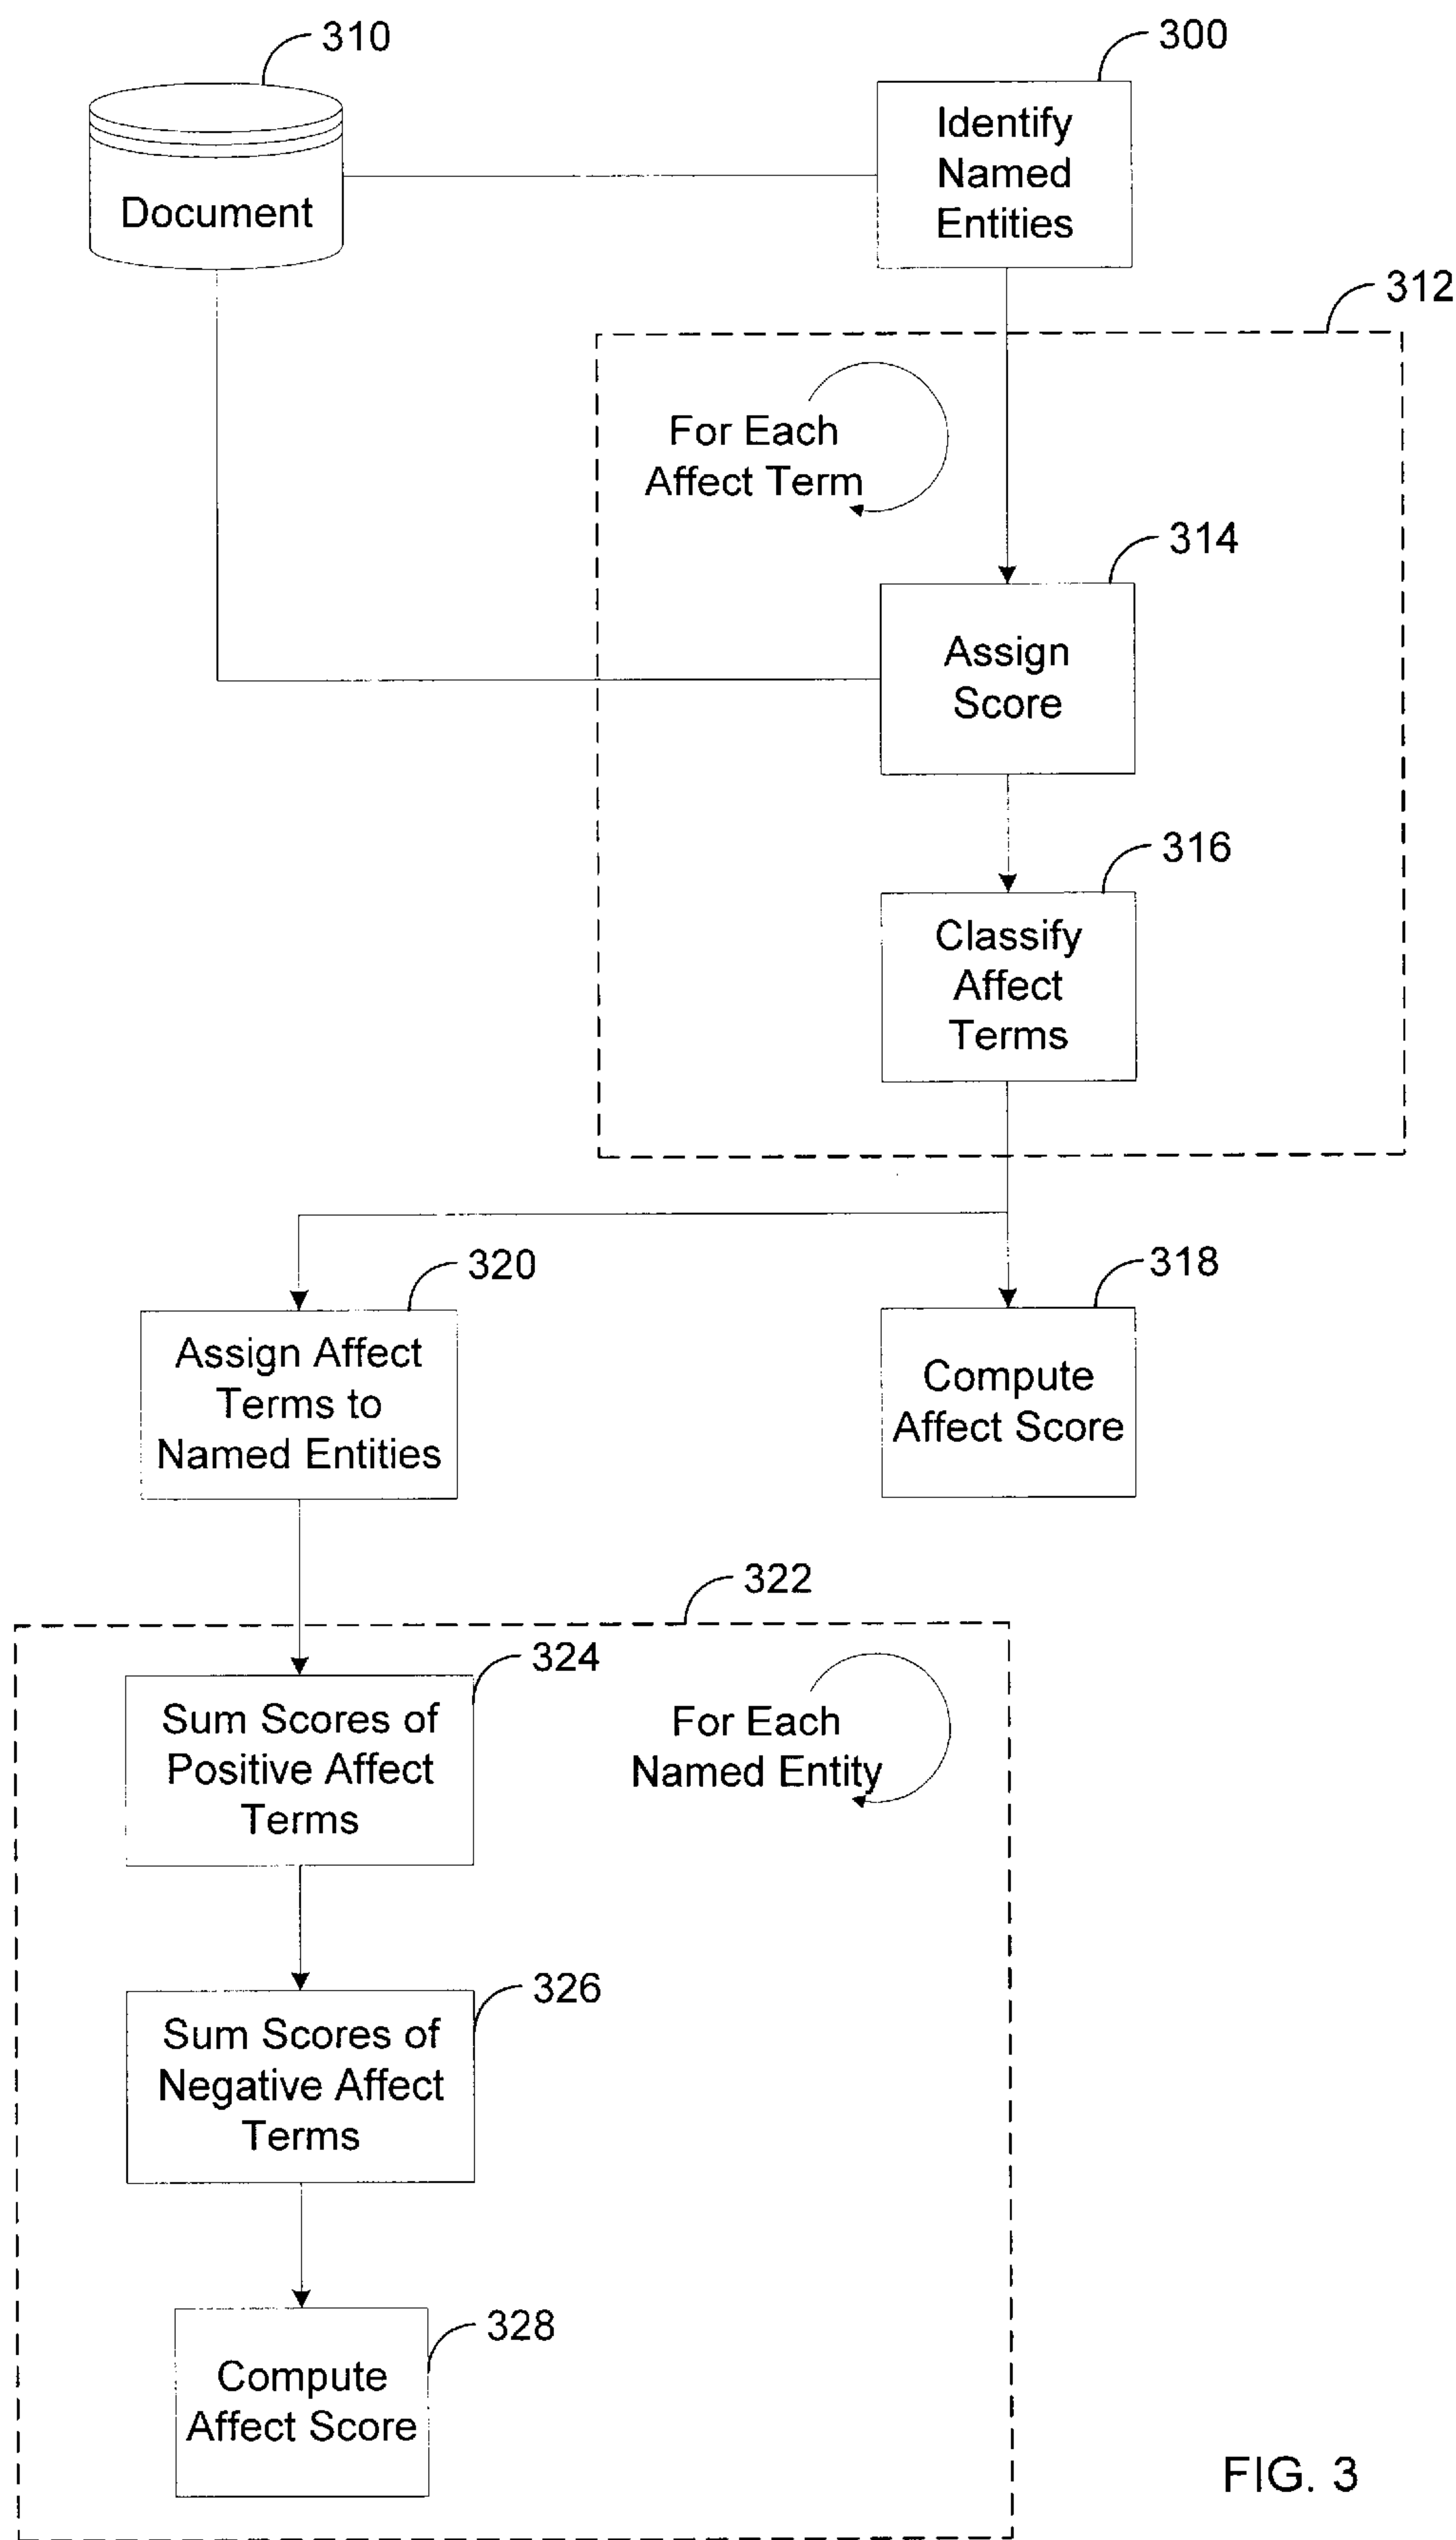 310
300
Document
Identify
Named
Entities
312
For Each
Affect Term
314
Assign
Score
316
Classify
Affect
Terms
320
318
Assign Affect
Terms to
Named Entities
Compute
Affect Score
322
324
Sum Scores of
Positive Affect
Terms
For Each
Named Entity
326
Sum Scores of
Negative Affect
Terms
328
Compute
Affect Score
FIG. 3